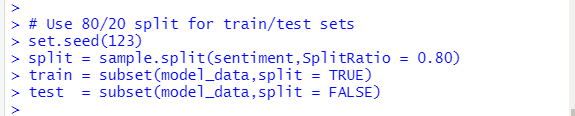 >
> # Use 80/20 split for train/test sets
> set.seed(123)
> split = sample.split(sentiment,SplitRatio = 0.80)
> train = subset(model_data,split = TRUE)
> test  = subset(model_data,split = FALSE)
>